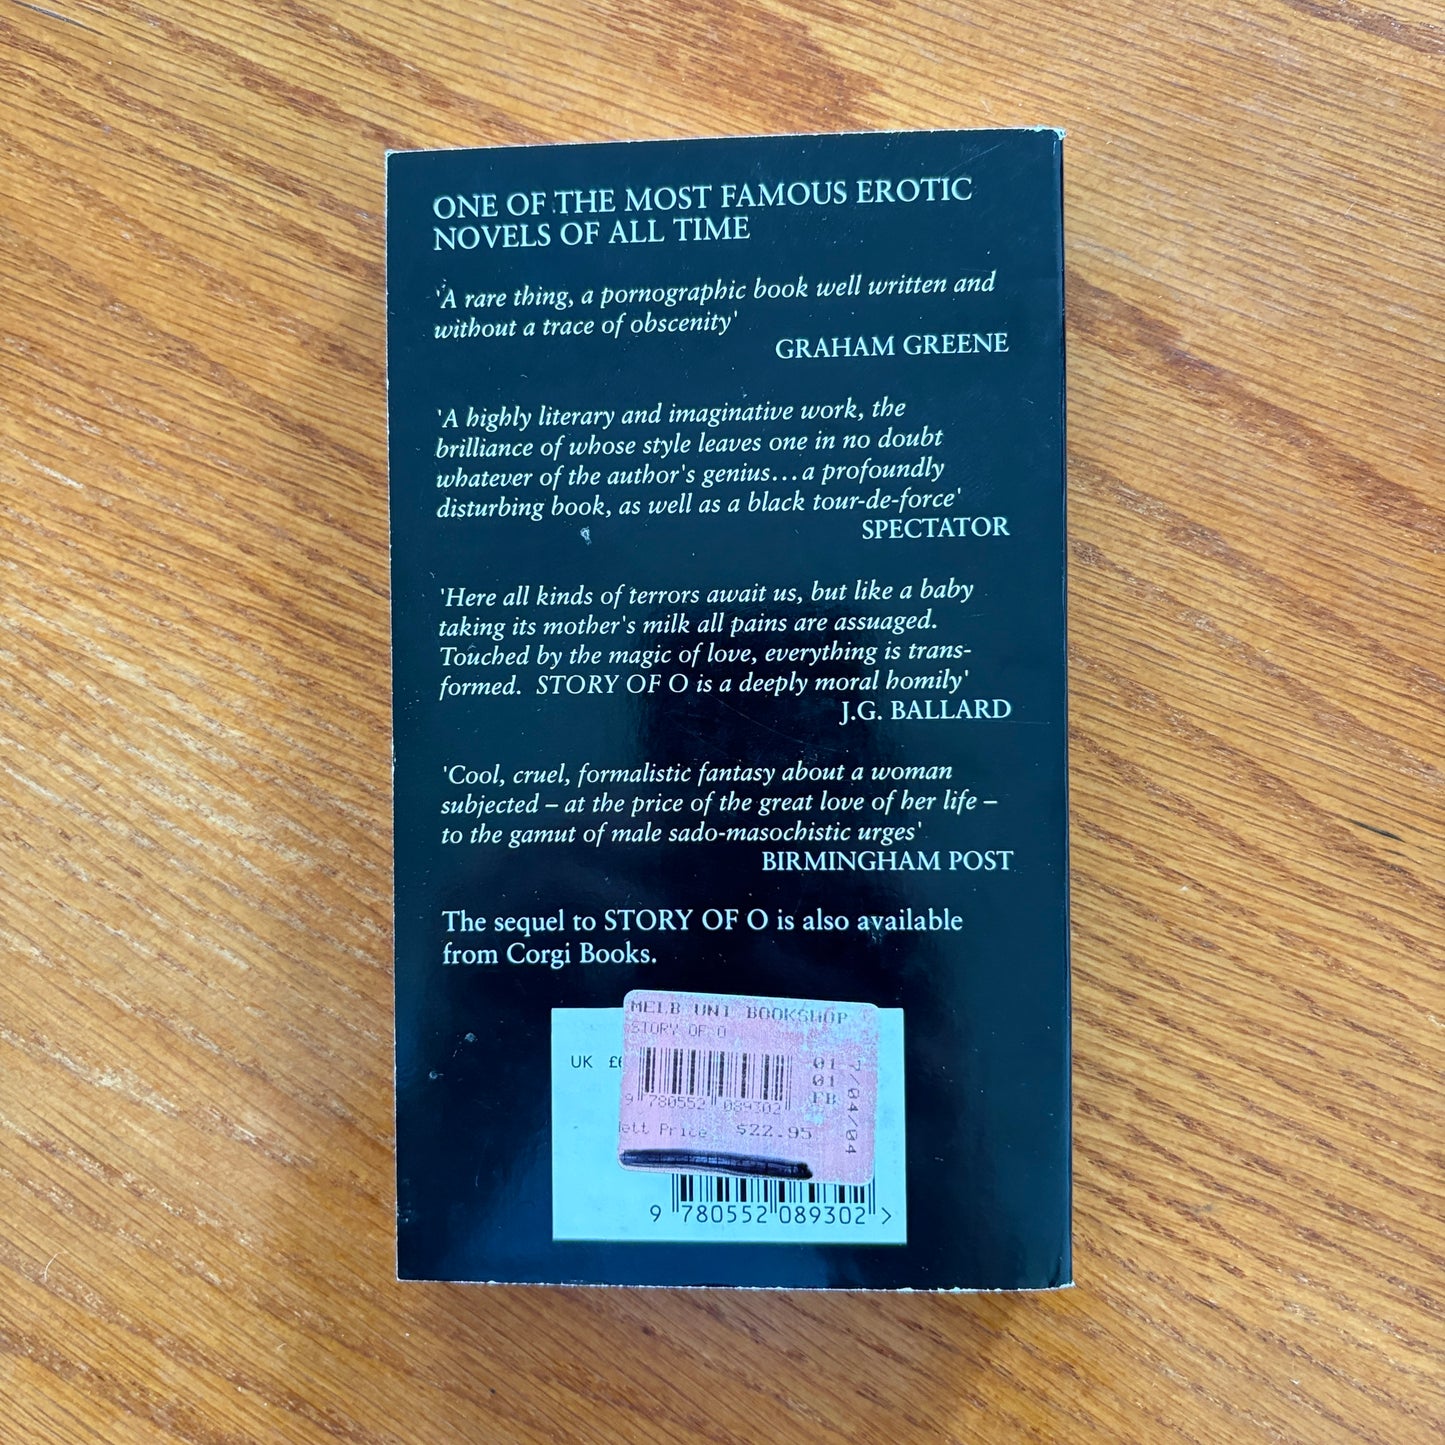 ONE OF THE MOST FAMOUS EROTIC
NOVELS OF ALL TIME
'A rare thing, a pornographic book well written and
without a trace of obscenity'
GRAHAM GREENE
'A highly literary and imaginative work, the
brilliance of whose style leaves one in no doubt
whatever of the author's genius...a profoundly
disturbing book, as well as a black tour-de-force'
SPECTATOR
'Here all kinds of terrors await us, but like a baby
taking its mother's milk all pains are assuaged.
Touched by the magic of love, everything is trans-
formed. STORY OF O is a deeply moral homily'
J.G. BALLARD
'Cool, cruel, formalistic fantasy about a woman
subjected – at the price of the great love of her life –
to the gamut of male sado-masochistic urges'
BIRMINGHAM POST
The sequel to STORY OF O is also available
from Corgi Books.
MELB UNI BOOKSHOP
STORY OF O
UK £
01
01
FB
7/04/04
9 780552 089302
Nett Price $22.95
9 780552 089302 >